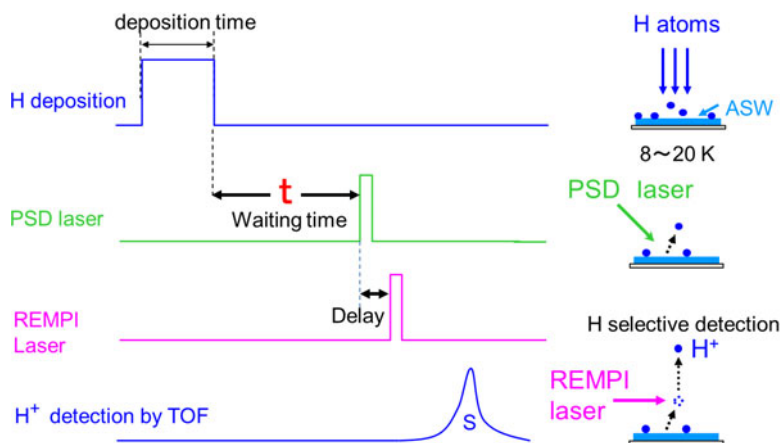 deposition time
H deposition
t
Waiting time
PSD laser
Delay
REMPI
Laser
H⁺ detection by TOF
S
H atoms
ASW
8～20 K
PSD laser
H selective detection
H⁺
REMPI
laser